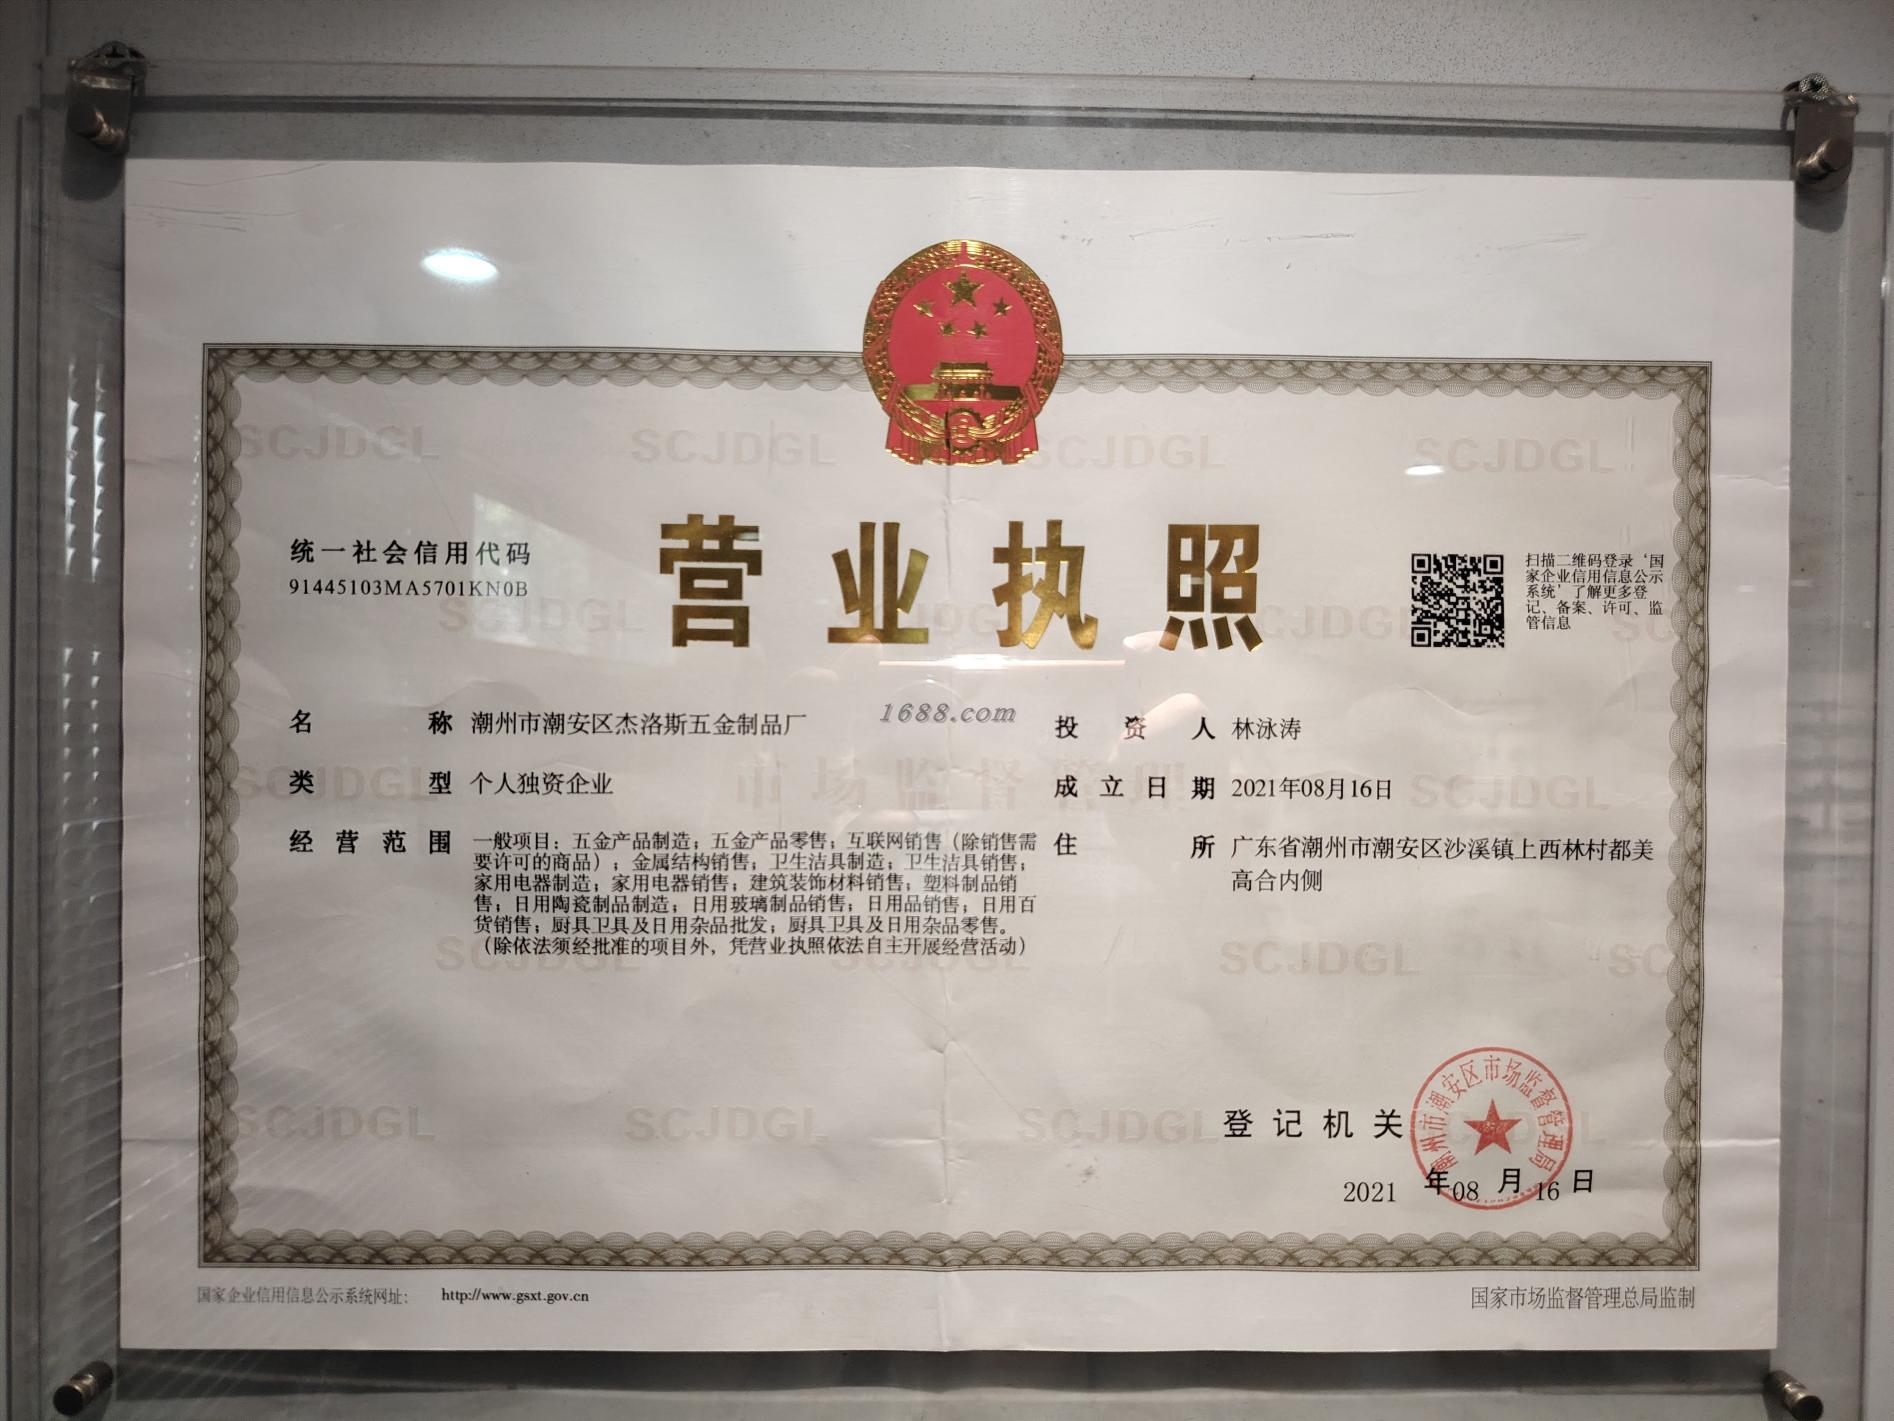 统一社会信用代码
91445103MA5701KN0B
营业执照
扫描二维码登录‘国
家企业信用信息公示
系统’了解更多登
记、备案、许可、监
管信息
名称 潮州市潮安区杰洛斯五金制品厂
1688.com
投资人 林泳涛
类型 个人独资企业
成立日期 2021年08月16日
经营范围 一般项目：五金产品制造；五金产品零售；互联网销售（除销售需
要许可的商品）；金属结构销售；卫生洁具制造；卫生洁具销售；
家用电器制造；家用电器销售；建筑装饰材料销售；塑料制品销
售；日用陶瓷制品制造；日用玻璃制品销售；日用品销售；日用百
货销售；厨具卫具及日用杂品批发；厨具卫具及日用杂品零售。
（除依法须经批准的项目外，凭营业执照依法自主开展经营活动）
住所 广东省潮州市潮安区沙溪镇上西林村都美
高合内侧
SCJDGL
市场监督管理
登记机关
潮州市潮安区市场监督管理局
2021年08月16日
国家企业信用信息公示系统网址： http://www.gsxt.gov.cn
国家市场监督管理总局监制